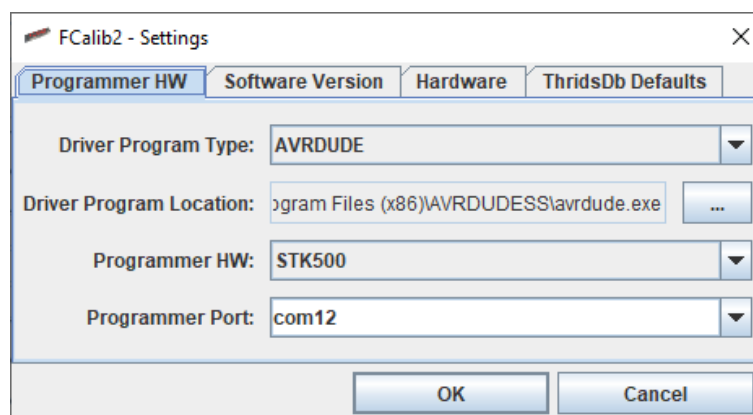 FCalib2 - Settings
Programmer HW Software Version Hardware ThridsDb Defaults
Driver Program Type: AVRDUDE
Driver Program Location: ogram Files (x86)\AVRDUDESS\avrdude.exe ...
Programmer HW: STK500
Programmer Port: com12
OK Cancel